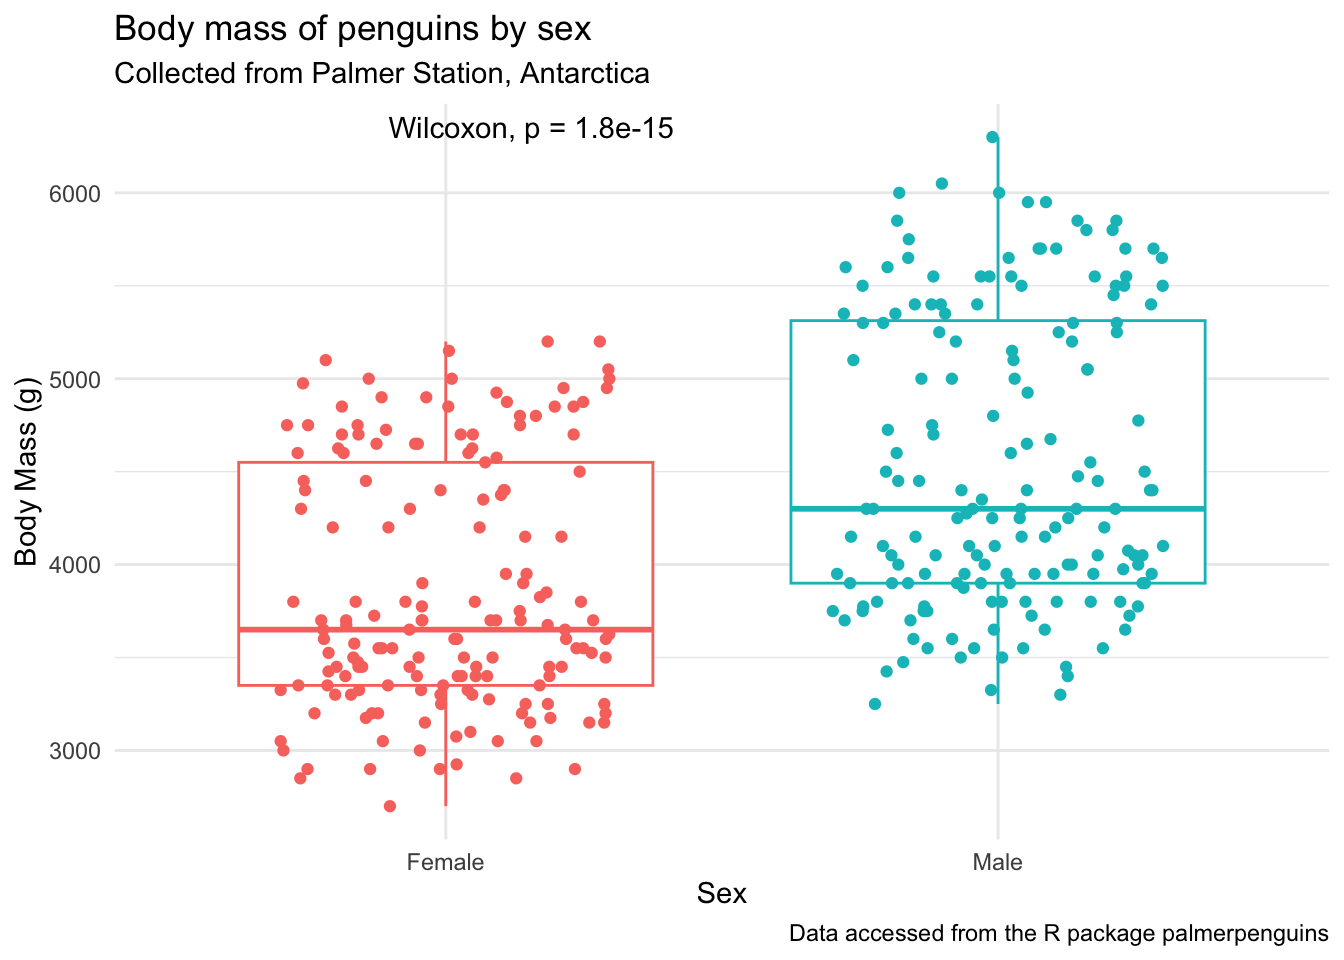 Body mass of penguins by sex
Collected from Palmer Station, Antarctica
Wilcoxon, p = 1.8e-15
6000
5000
4000
3000
Body Mass (g)
Female
Male
Sex
Data accessed from the R package palmerpenguins